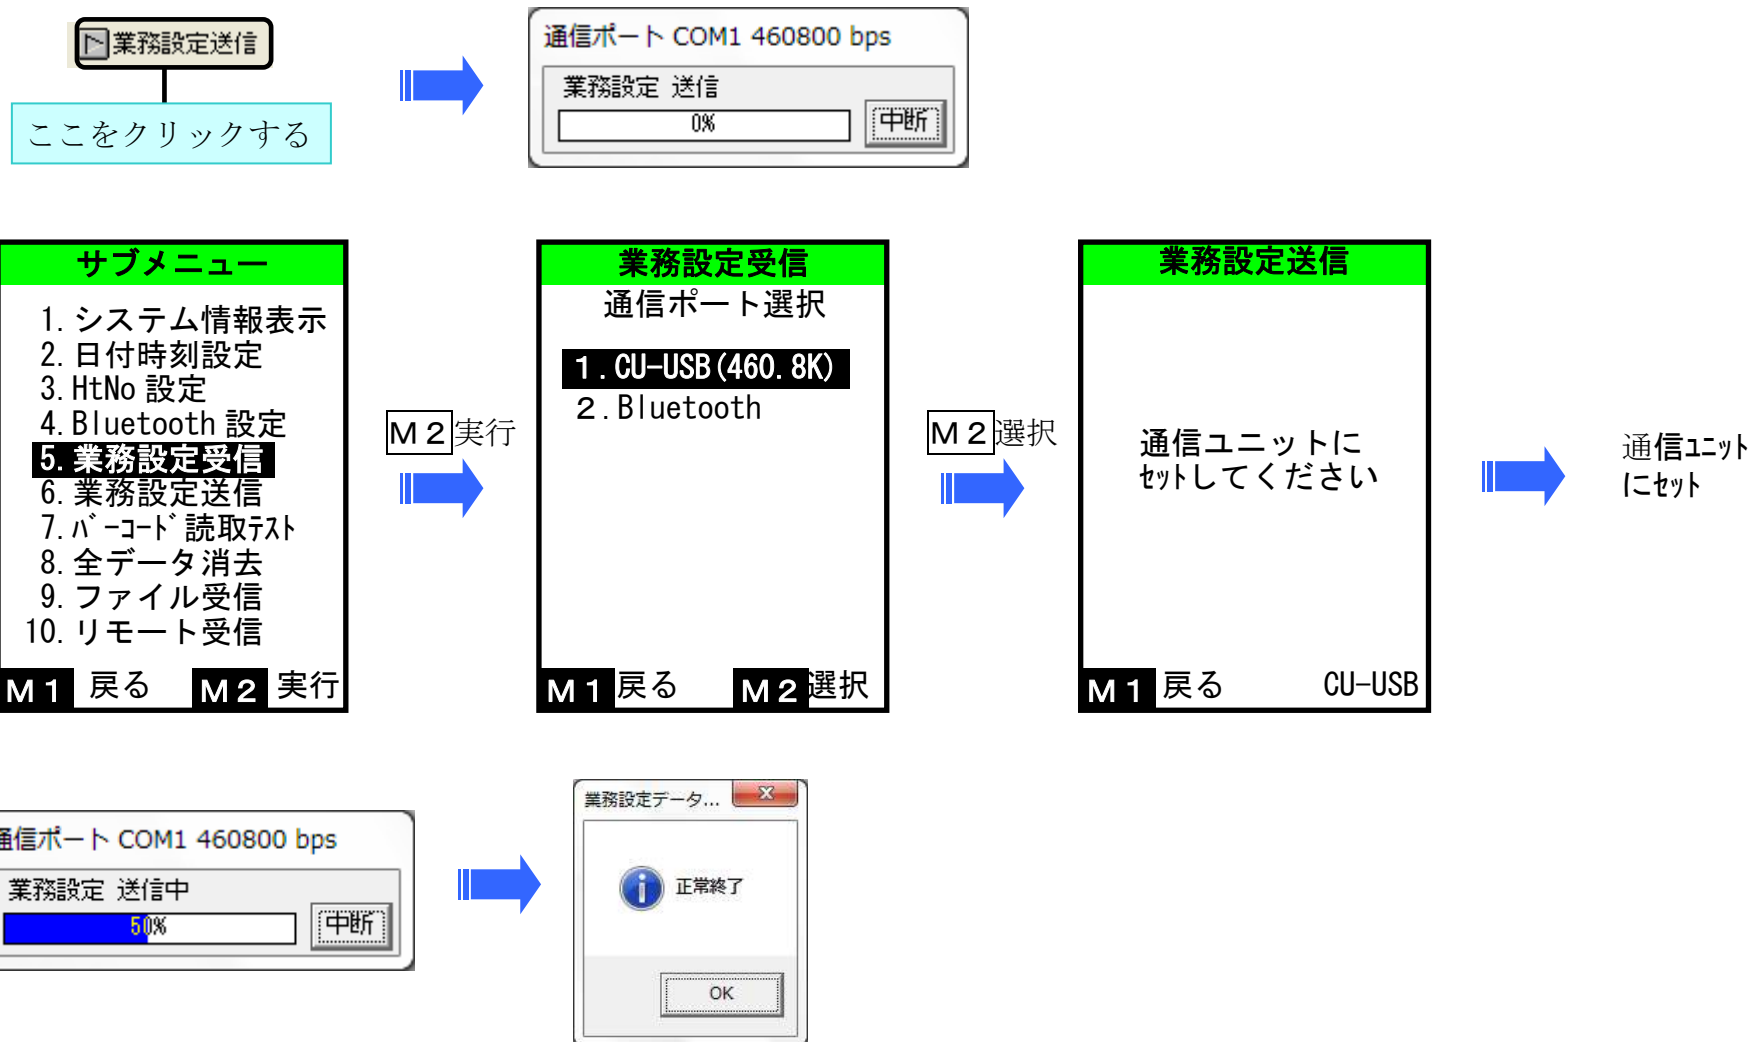 業務設定送信
ここをクリックする
通信ポート COM1 460800 bps
業務設定 送信
0%
中断
サブメニュー
1. システム情報表示
2. 日付時刻設定
3. HtNo 設定
4. Bluetooth 設定
5. 業務設定受信
6. 業務設定送信
7. ﾊﾞｰｺｰﾄﾞ読取ﾃｽﾄ
8. 全データ消去
9. ファイル受信
10. リモート受信
M1 戻る M2 実行
M2実行
業務設定受信
通信ポート選択
1.CU-USB(460.8K)
2.Bluetooth
M1 戻る M2 選択
M2選択
業務設定送信
通信ユニットに
ｾｯﾄしてください
M1 戻る CU-USB
通信ﾕﾆｯﾄ
にｾｯﾄ
通信ポート COM1 460800 bps
業務設定 送信中
50%
中断
業務設定データ...
正常終了
OK